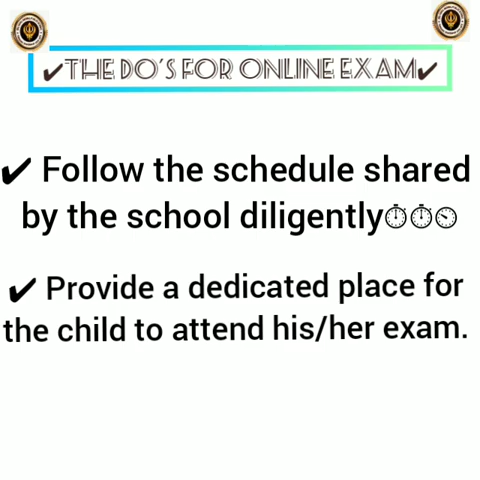 ✔THE DO'S FOR ONLINE EXAM✔
✔ Follow the schedule shared
by the school diligently⏱⏱⏲
✔ Provide a dedicated place for
the child to attend his/her exam.